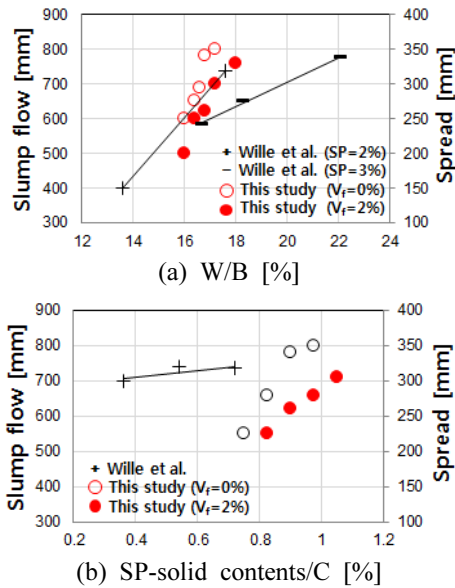 900 400
800 350
700 300
600 250
500 200
400 150
300 100
Slump flow [mm]
Spread [mm]
+ Wille et al. (SP=2%)
− Wille et al. (SP=3%)
This study (Vf=0%)
This study (Vf=2%)
12 14 16 18 20 22 24
(a) W/B [%]
900 400
800 350
700 300
600 250
500 200
400 150
300 100
Slump flow [mm]
Spread [mm]
+ Wille et al.
This study (Vf=0%)
This study (Vf=2%)
0.2 0.4 0.6 0.8 1 1.2
(b) SP-solid contents/C [%]